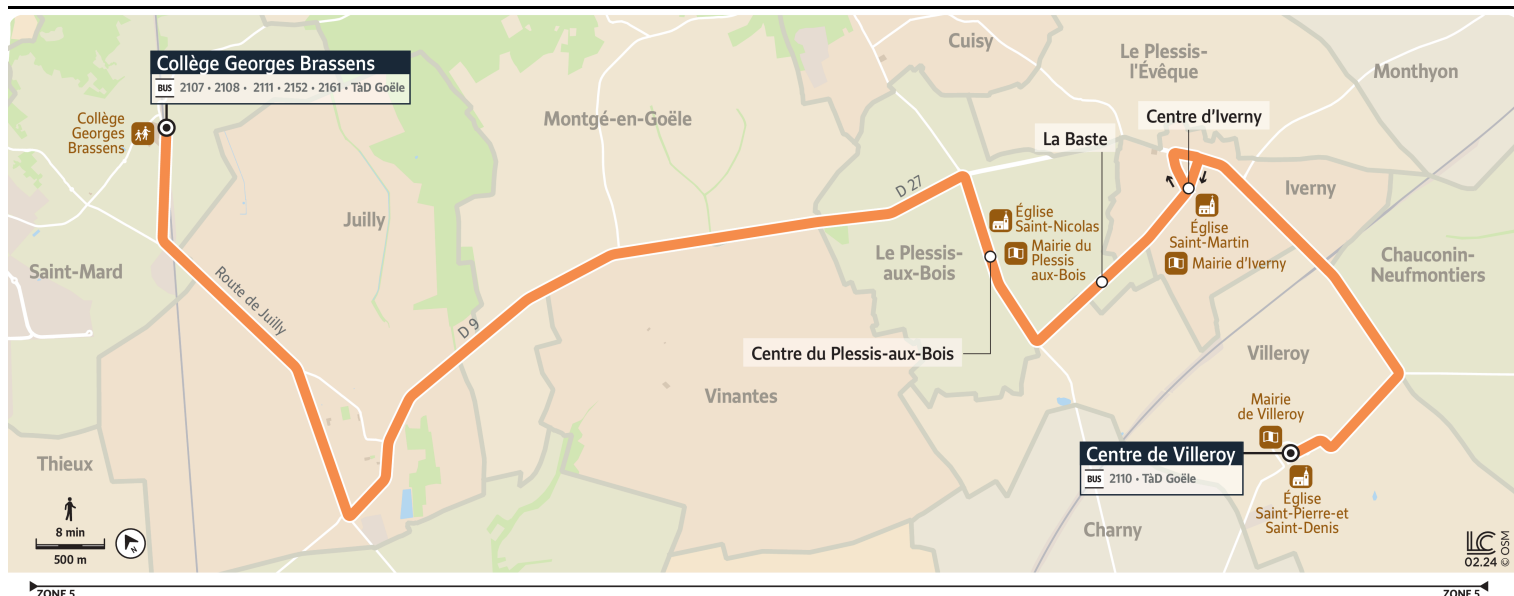 Collège Georges Brassens
BUS 2107 • 2108 • 2111 • 2152 • 2161 • TàD Goële
Collège
Georges
Brassens
Cuisy
Le Plessis-
l'Évêque
Monthyon
Montgé-en-Goële
Centre d'Iverny
La Baste
D 27
Juilly
Iverny
Église
Saint-Nicolas
Mairie du
Plessis
aux-Bois
Église
Saint-Martin
Mairie d'Iverny
Le Plessis-
aux-Bois
Chauconin-
Neufmontiers
Saint-Mard
Route de Juilly
D 9
Centre du Plessis-aux-Bois
Villeroy
Vinantes
Mairie
de Villeroy
Centre de Villeroy
BUS 2110 • TàD Goële
Thieux
Église
Saint-Pierre-et
Saint-Denis
Charny
8 min
500 m
N
LC
02.24 © OSM
ZONE 5
ZONE 5